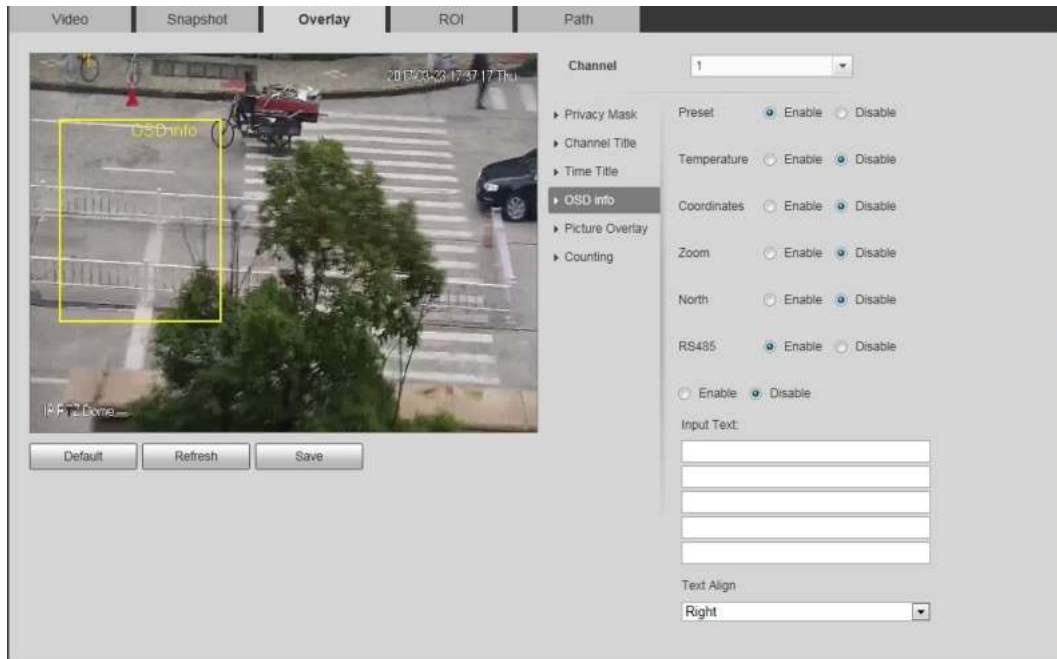 Video Snapshot Overlay ROI Path
2017-03-23 17:37:17 Thu
OSD info
IP PTZ Dome
Default Refresh Save
Channel 1
Privacy Mask
Channel Title
Time Title
OSD info
Picture Overlay
Counting
Preset Enable Disable
Temperature Enable Disable
Coordinates Enable Disable
Zoom Enable Disable
North Enable Disable
RS485 Enable Disable
Enable Disable
Input Text:
Text Align
Right